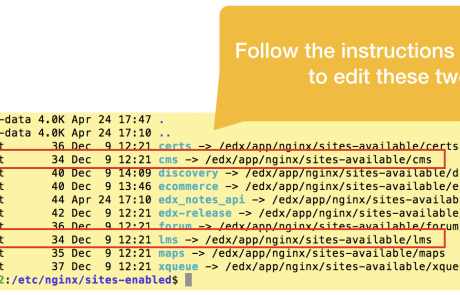 Follow the instructions
to edit these tw
-data 4.0K Apr 24 17:47 .
-data 4.0K Apr 24 17:10 ..
t 36 Dec 9 12:21 certs -> /edx/app/nginx/sites-available/certs
t 34 Dec 9 12:21 cms -> /edx/app/nginx/sites-available/cms
t 40 Dec 9 14:09 discovery -> /edx/app/nginx/sites-available/d
t 40 Dec 9 13:46 ecommerce -> /edx/app/nginx/sites-available/e
t 44 Apr 24 17:10 edx_notes_api -> /edx/app/nginx/sites-availab
t 42 Dec 9 12:21 edx-release -> /edx/app/nginx/sites-available/
t 36 Dec 9 12:21 forum -> /edx/app/nginx/sites-available/forum
t 34 Dec 9 12:21 lms -> /edx/app/nginx/sites-available/lms
t 35 Dec 9 12:21 maps -> /edx/app/nginx/sites-available/maps
t 37 Dec 9 12:21 xqueue -> /edx/app/nginx/sites-available/xque
2:/etc/nginx/sites-enabled$